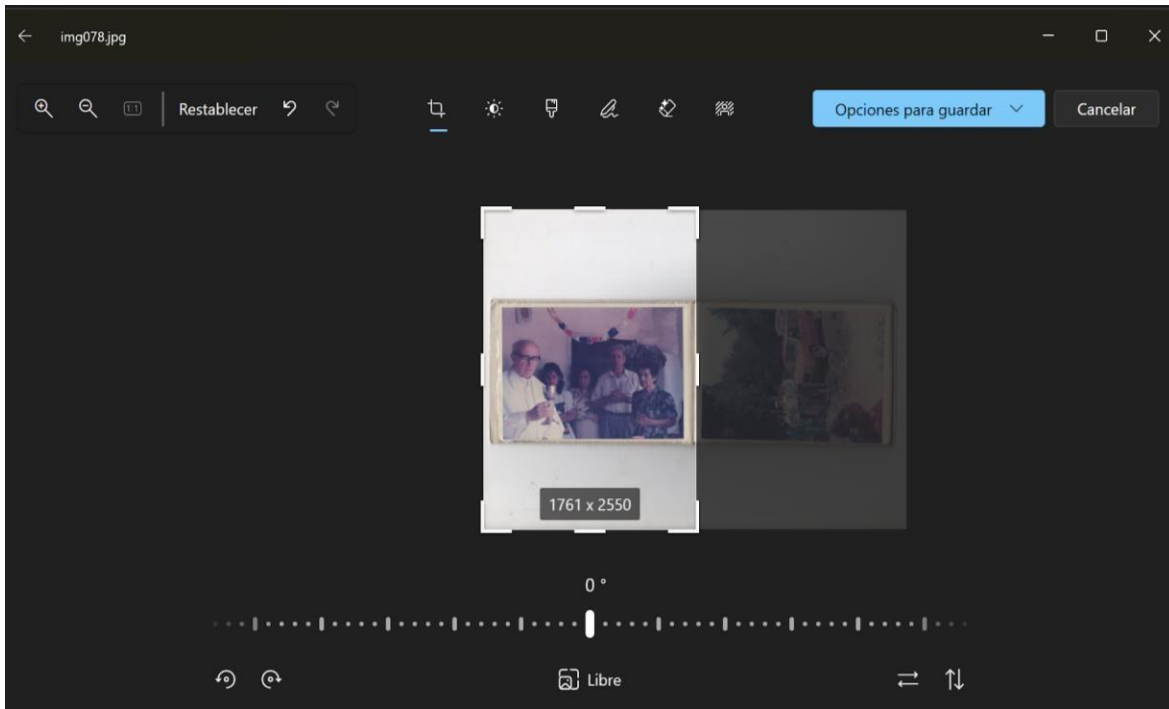 img078.jpg
Restablecer
Opciones para guardar
Cancelar
1761 x 2550
0 °
Libre